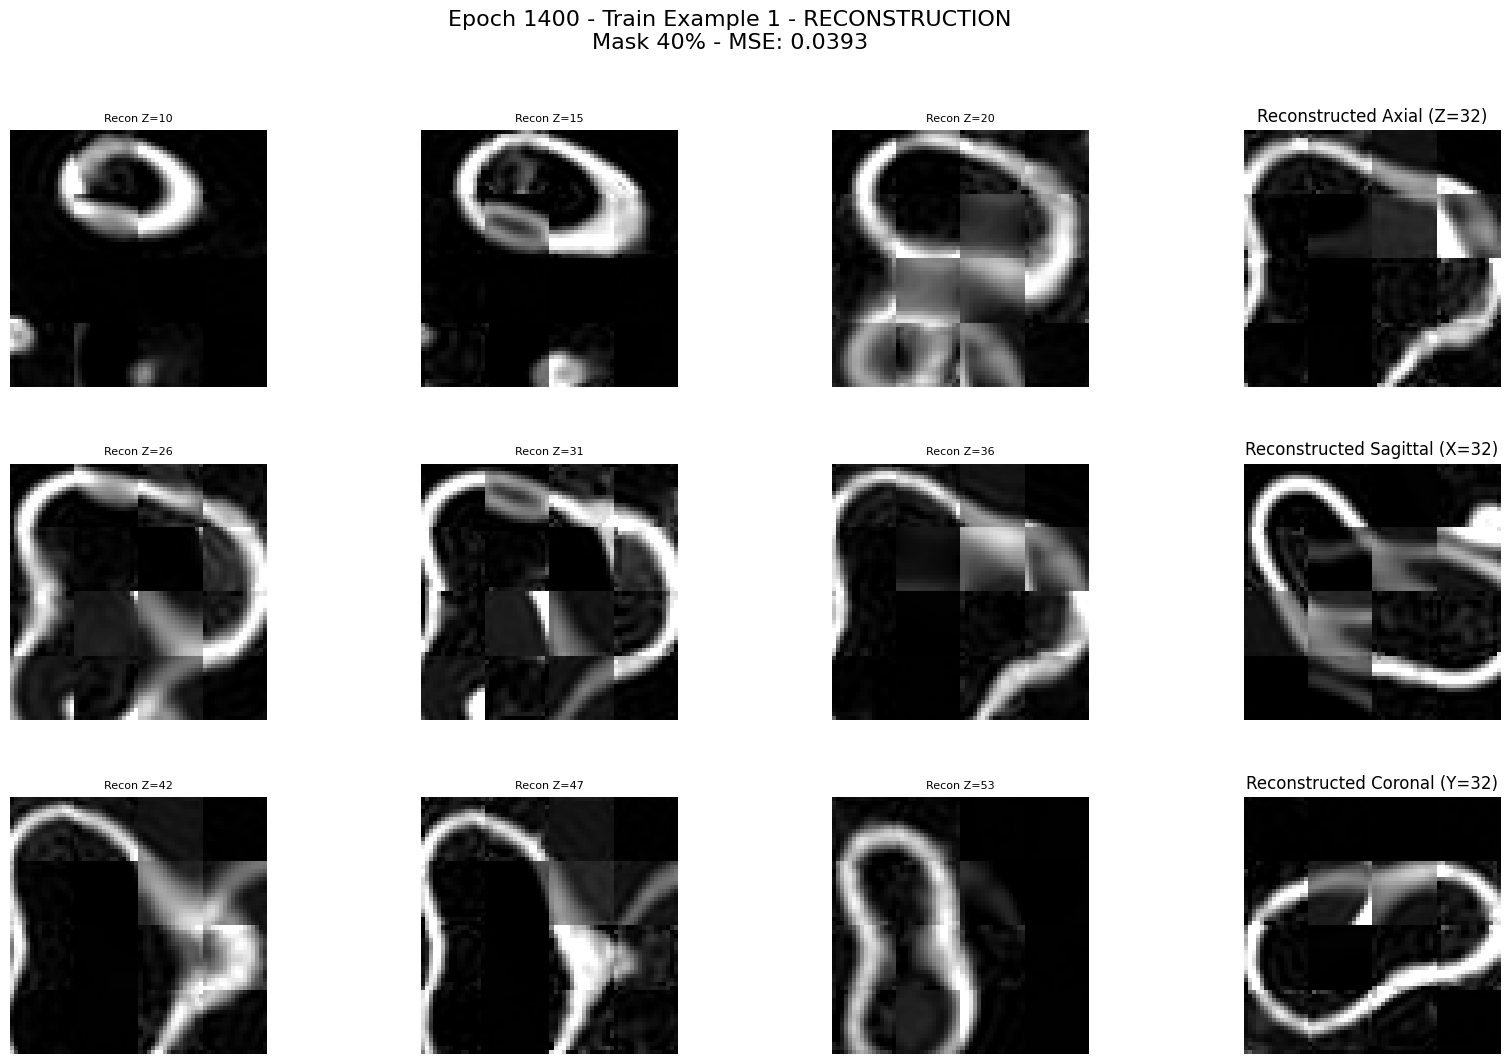 Epoch 1400 - Train Example 1 - RECONSTRUCTION
Mask 40% - MSE: 0.0393
Recon Z=10
Recon Z=15
Recon Z=20
Reconstructed Axial (Z=32)
Recon Z=26
Recon Z=31
Recon Z=36
Reconstructed Sagittal (X=32)
Recon Z=42
Recon Z=47
Recon Z=53
Reconstructed Coronal (Y=32)